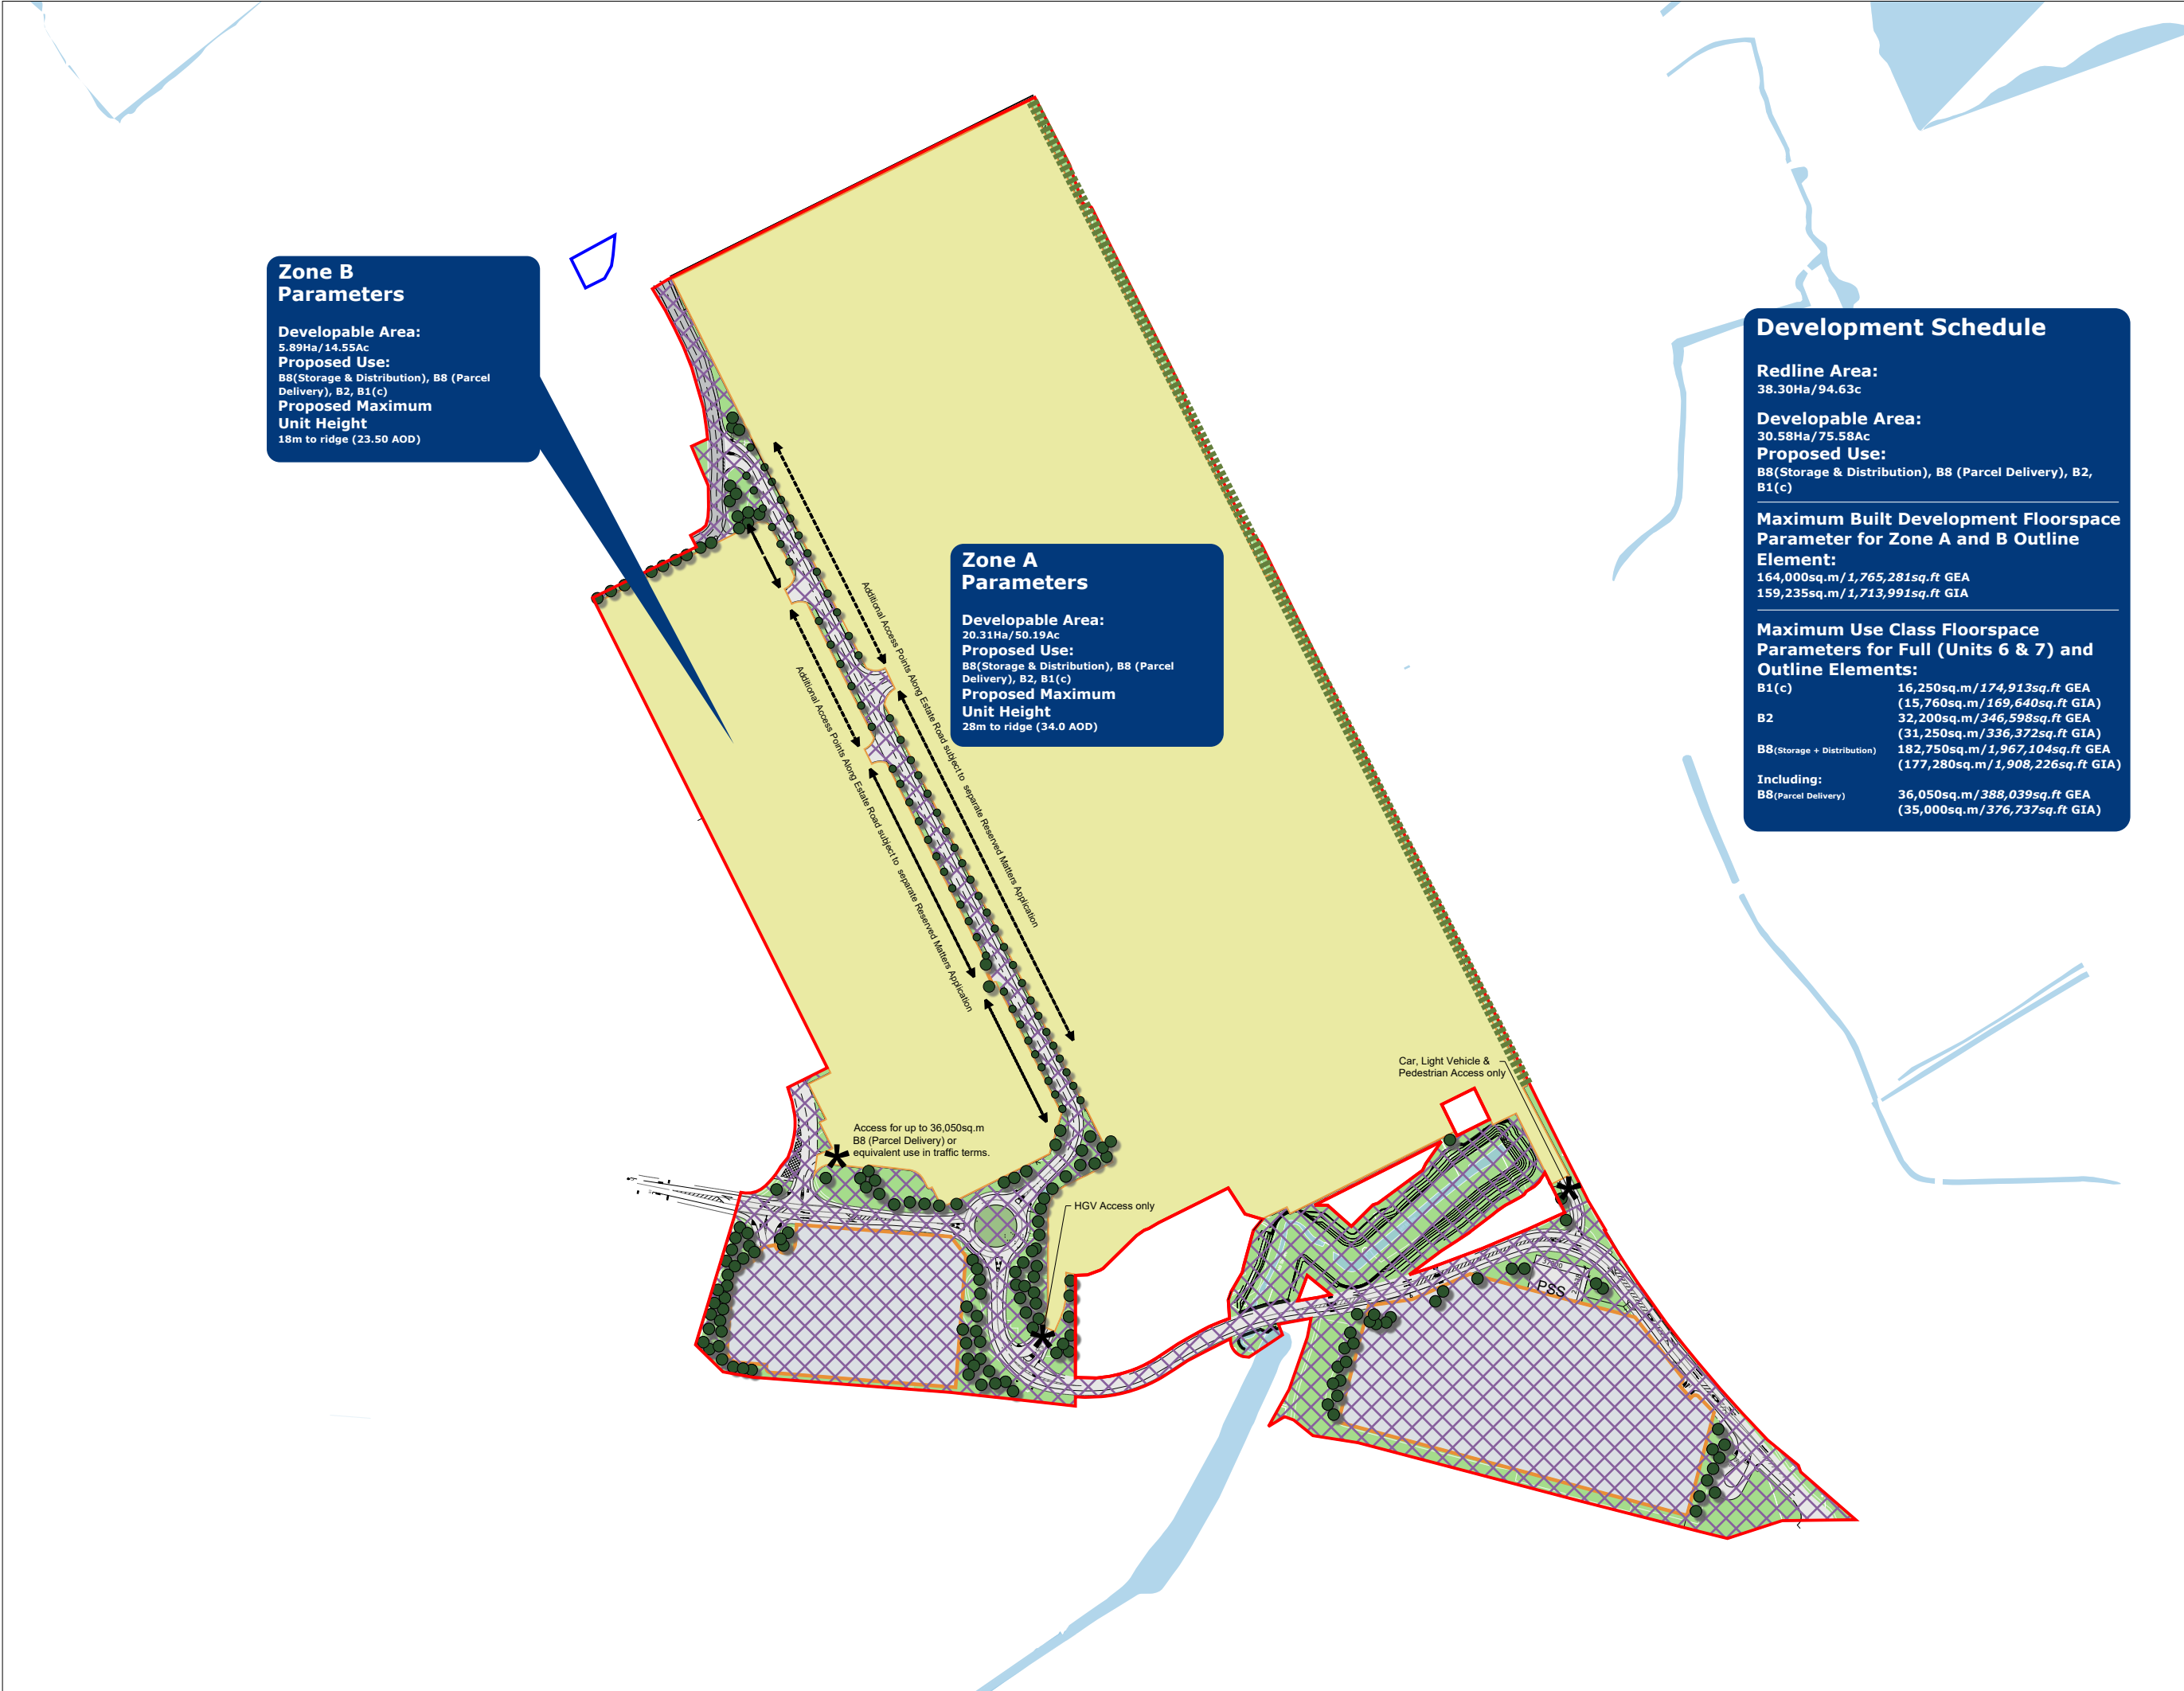 Zone B
Parameters
Developable Area:
5.89Ha/14.55Ac
Proposed Use:
B8(Storage & Distribution), B8 (Parcel
Delivery), B2, B1(c)
Proposed Maximum
Unit Height
18m to ridge (23.50 AOD)
Zone A
Parameters
Developable Area:
20.31Ha/50.19Ac
Proposed Use:
B8(Storage & Distribution), B8 (Parcel
Delivery), B2, B1(c)
Proposed Maximum
Unit Height
28m to ridge (34.0 AOD)
Development Schedule
Redline Area:
38.30Ha/94.63c
Developable Area:
30.58Ha/75.58Ac
Proposed Use:
B8(Storage & Distribution), B8 (Parcel Delivery), B2,
B1(c)
Maximum Built Development Floorspace
Parameter for Zone A and B Outline
Element:
164,000sq.m/1,765,281sq.ft GEA
159,235sq.m/1,713,991sq.ft GIA
Maximum Use Class Floorspace
Parameters for Full (Units 6 & 7) and
Outline Elements:
B1(c) 16,250sq.m/174,913sq.ft GEA
(15,760sq.m/169,640sq.ft GIA)
B2 32,200sq.m/346,598sq.ft GEA
(31,250sq.m/336,372sq.ft GIA)
B8(Storage + Distribution) 182,750sq.m/1,967,104sq.ft GEA
(177,280sq.m/1,908,226sq.ft GIA)
Including:
B8(Parcel Delivery) 36,050sq.m/388,039sq.ft GEA
(35,000sq.m/376,737sq.ft GIA)
Additional Access Points Along Estate Road subject to separate Reserved Matters Application
Additional Access Points Along Estate Road subject to separate Reserved Matters Application
Car, Light Vehicle &
Pedestrian Access only
Access for up to 36,050sq.m
B8 (Parcel Delivery) or
equivalent use in traffic terms.
HGV Access only
PSS